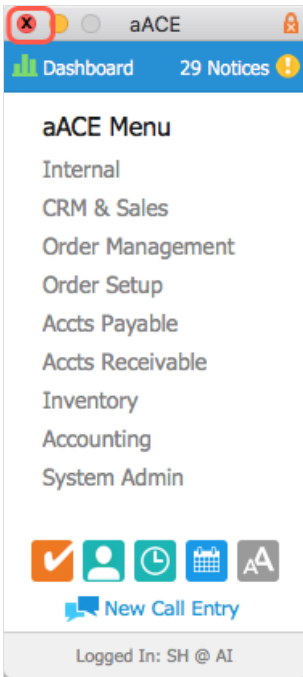 aACE
Dashboard 29 Notices
aACE Menu
Internal
CRM & Sales
Order Management
Order Setup
Accts Payable
Accts Receivable
Inventory
Accounting
System Admin
AA
New Call Entry
Logged In: SH @ AI